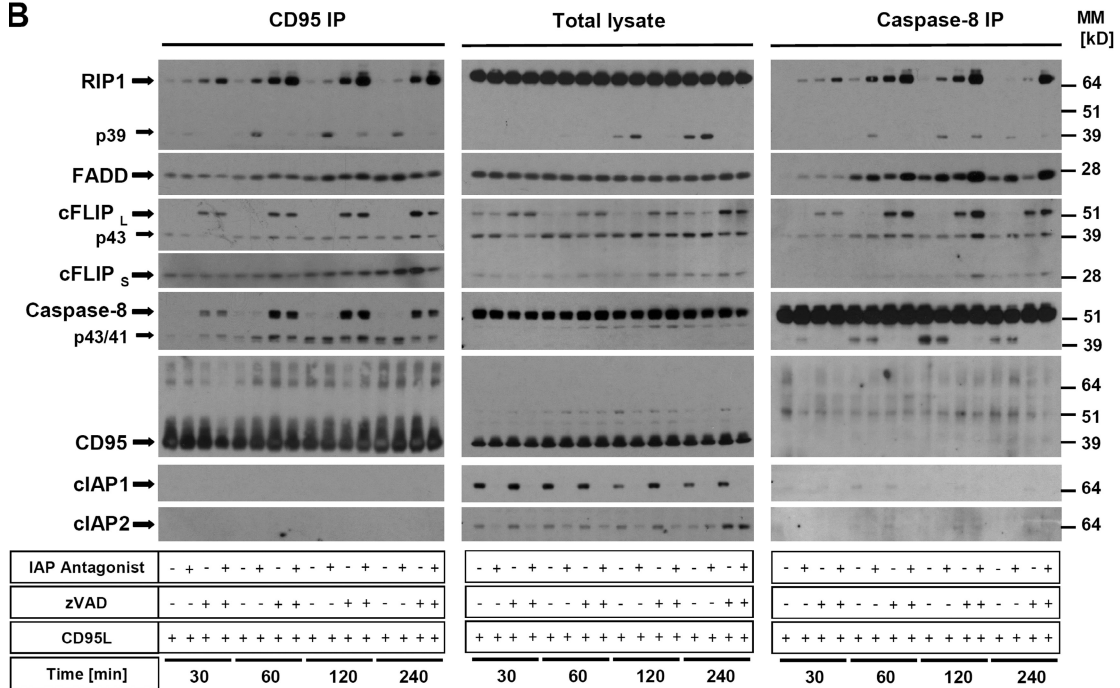 B
CD95 IP Total lysate Caspase-8 IP MM
[kD]
RIP1 64
51
p39 39
FADD 28
cFLIP L 51
p43 39
cFLIP S 28
Caspase-8 51
p43/41 39
64
51
CD95 39
cIAP1 64
cIAP2 64
IAP Antagonist - + - + - + - + - + - + - + - + - + - + - + - + - + - + - + - + - + - + - + - + - + - + - + - +
zVAD - - + + - - + + - - + + - - + + - - + + - - + + - - + + - - + + - - + + - - + + - - + + - - + +
CD95L + + + + + + + + + + + + + + + + + + + + + + + + + + + + + + + + + + + + + + + + + + + + + + + +
Time [min] 30 60 120 240 30 60 120 240 30 60 120 240